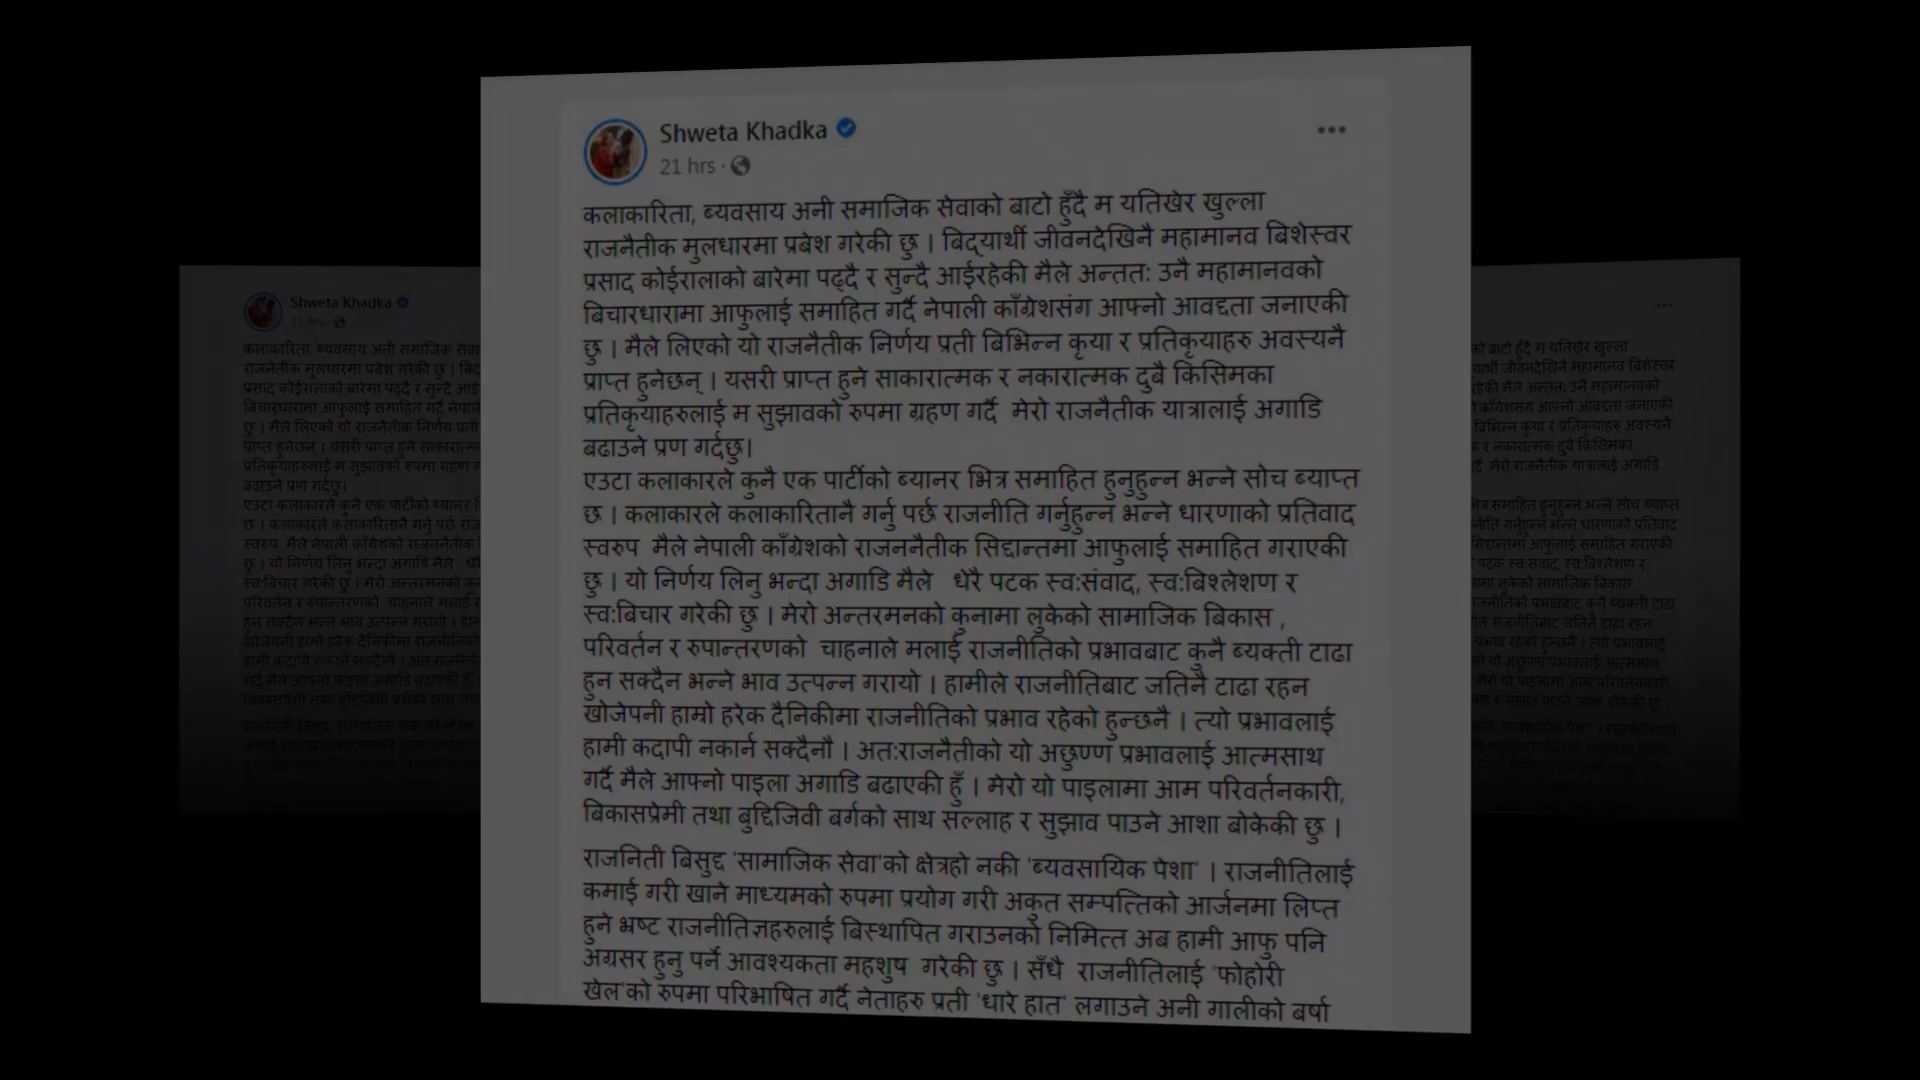 Shweta Khadka
21 hrs ·
कलाकारिता, ब्यवसाय अनी समाजिक सेवाको बाटो हुँदै म यतिखेर खुल्ला
राजनैतीक मुलधारमा प्रबेश गरेकी छु । बिद्यार्थी जीवनदेखिनै महामानव बिशेस्वर
प्रसाद कोईरालाको बारेमा पढ्दै र सुन्दै आईरहेकी मैले अन्तत: उनै महामानवको
बिचारधारामा आफुलाई समाहित गर्दै नेपाली काँग्रेशसंग आफ्नो आवद्दता जनाएकी
छु । मैले लिएको यो राजनैतीक निर्णय प्रती बिभिन्न कृया र प्रतिकृयाहरु अवस्यनै
प्राप्त हुनेछन् । यसरी प्राप्त हुने साकारात्मक र नकारात्मक दुबै किसिमका
प्रतिकृयाहरुलाई म सुझावको रुपमा ग्रहण गर्दै मेरो राजनैतीक यात्रालाई अगाडि
बढाउने प्रण गर्दछु।
एउटा कलाकारले कुनै एक पार्टीको ब्यानर भित्र समाहित हुनुहुन्न भन्ने सोच ब्याप्त
छ । कलाकारले कलाकारितानै गर्नु पर्छ राजनीति गर्नुहुन्न भन्ने धारणाको प्रतिवाद
स्वरुप मैले नेपाली काँग्रेशको राजननैतीक सिद्दान्तमा आफुलाई समाहित गराएकी
छु । यो निर्णय लिनु भन्दा अगाडि मैले धेरै पटक स्व:संवाद, स्व:बिश्लेशण र
स्व:बिचार गरेकी छु । मेरो अन्तरमनको कुनामा लुकेको सामाजिक बिकास ,
परिवर्तन र रुपान्तरणको चाहनाले मलाई राजनीतिको प्रभावबाट कुनै ब्यक्ती टाढा
हुन सक्दैन भन्ने भाव उत्पन्न गरायो । हामीले राजनीतिबाट जतिनै टाढा रहन
खोजेपनी हाम्रो हरेक दैनिकीमा राजनीतिको प्रभाव रहेको हुन्छनै । त्यो प्रभावलाई
हामी कदापी नकार्न सक्दैनौ । अत:राजनैतीको यो अछुण्ण प्रभावलाई आत्मसाथ
गर्दै मैले आफ्नो पाइला अगाडि बढाएकी हुँ । मेरो यो पाइलामा आम परिवर्तनकारी,
बिकासप्रेमी तथा बुद्दिजिवी बर्गको साथ सल्लाह र सुझाव पाउने आशा बोकेकी छु ।
राजनिती बिसुद्द 'सामाजिक सेवा'को क्षेत्रहो नकी 'ब्यवसायिक पेशा' । राजनीतिलाई
कमाई गरी खाने माध्यमको रुपमा प्रयोग गरी अकुत सम्पत्तिको आर्जनमा लिप्त
हुने भ्रष्ट राजनीतिज्ञहरुलाई बिस्थापित गराउनको निमित्त अब हामी आफु पनि
अग्रसर हुनु पर्ने आवश्यकता महशुष गरेकी छु । सँधै राजनीतिलाई 'फोहोरी
खेल'को रुपमा परिभाषित गर्दै नेताहरु प्रती 'धारे हात' लगाउने अनी गालीको बर्षा